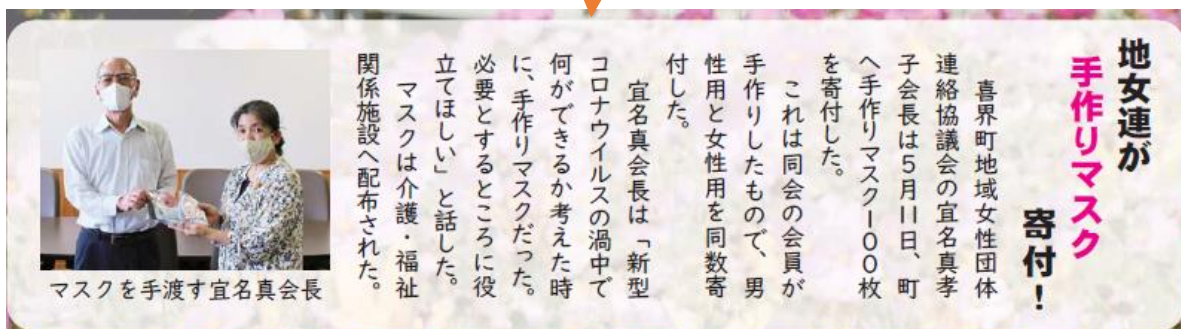 地女連が
手作りマスク
寄付！
喜界町地域女性団体
連絡協議会の宜名真孝
子会長は５月１１日、町
へ手作りマスク１００枚
を寄付した。
これは同会の会員が
手作りしたもので、男
性用と女性用を同数寄
付した。
宜名真会長は「新型
コロナウイルスの渦中で
何ができるか考えた時
に、手作りマスクだった。
必要とするところに役
立てほしい」と話した。
マスクは介護・福祉
関係施設へ配布された。
マスクを手渡す宜名真会長